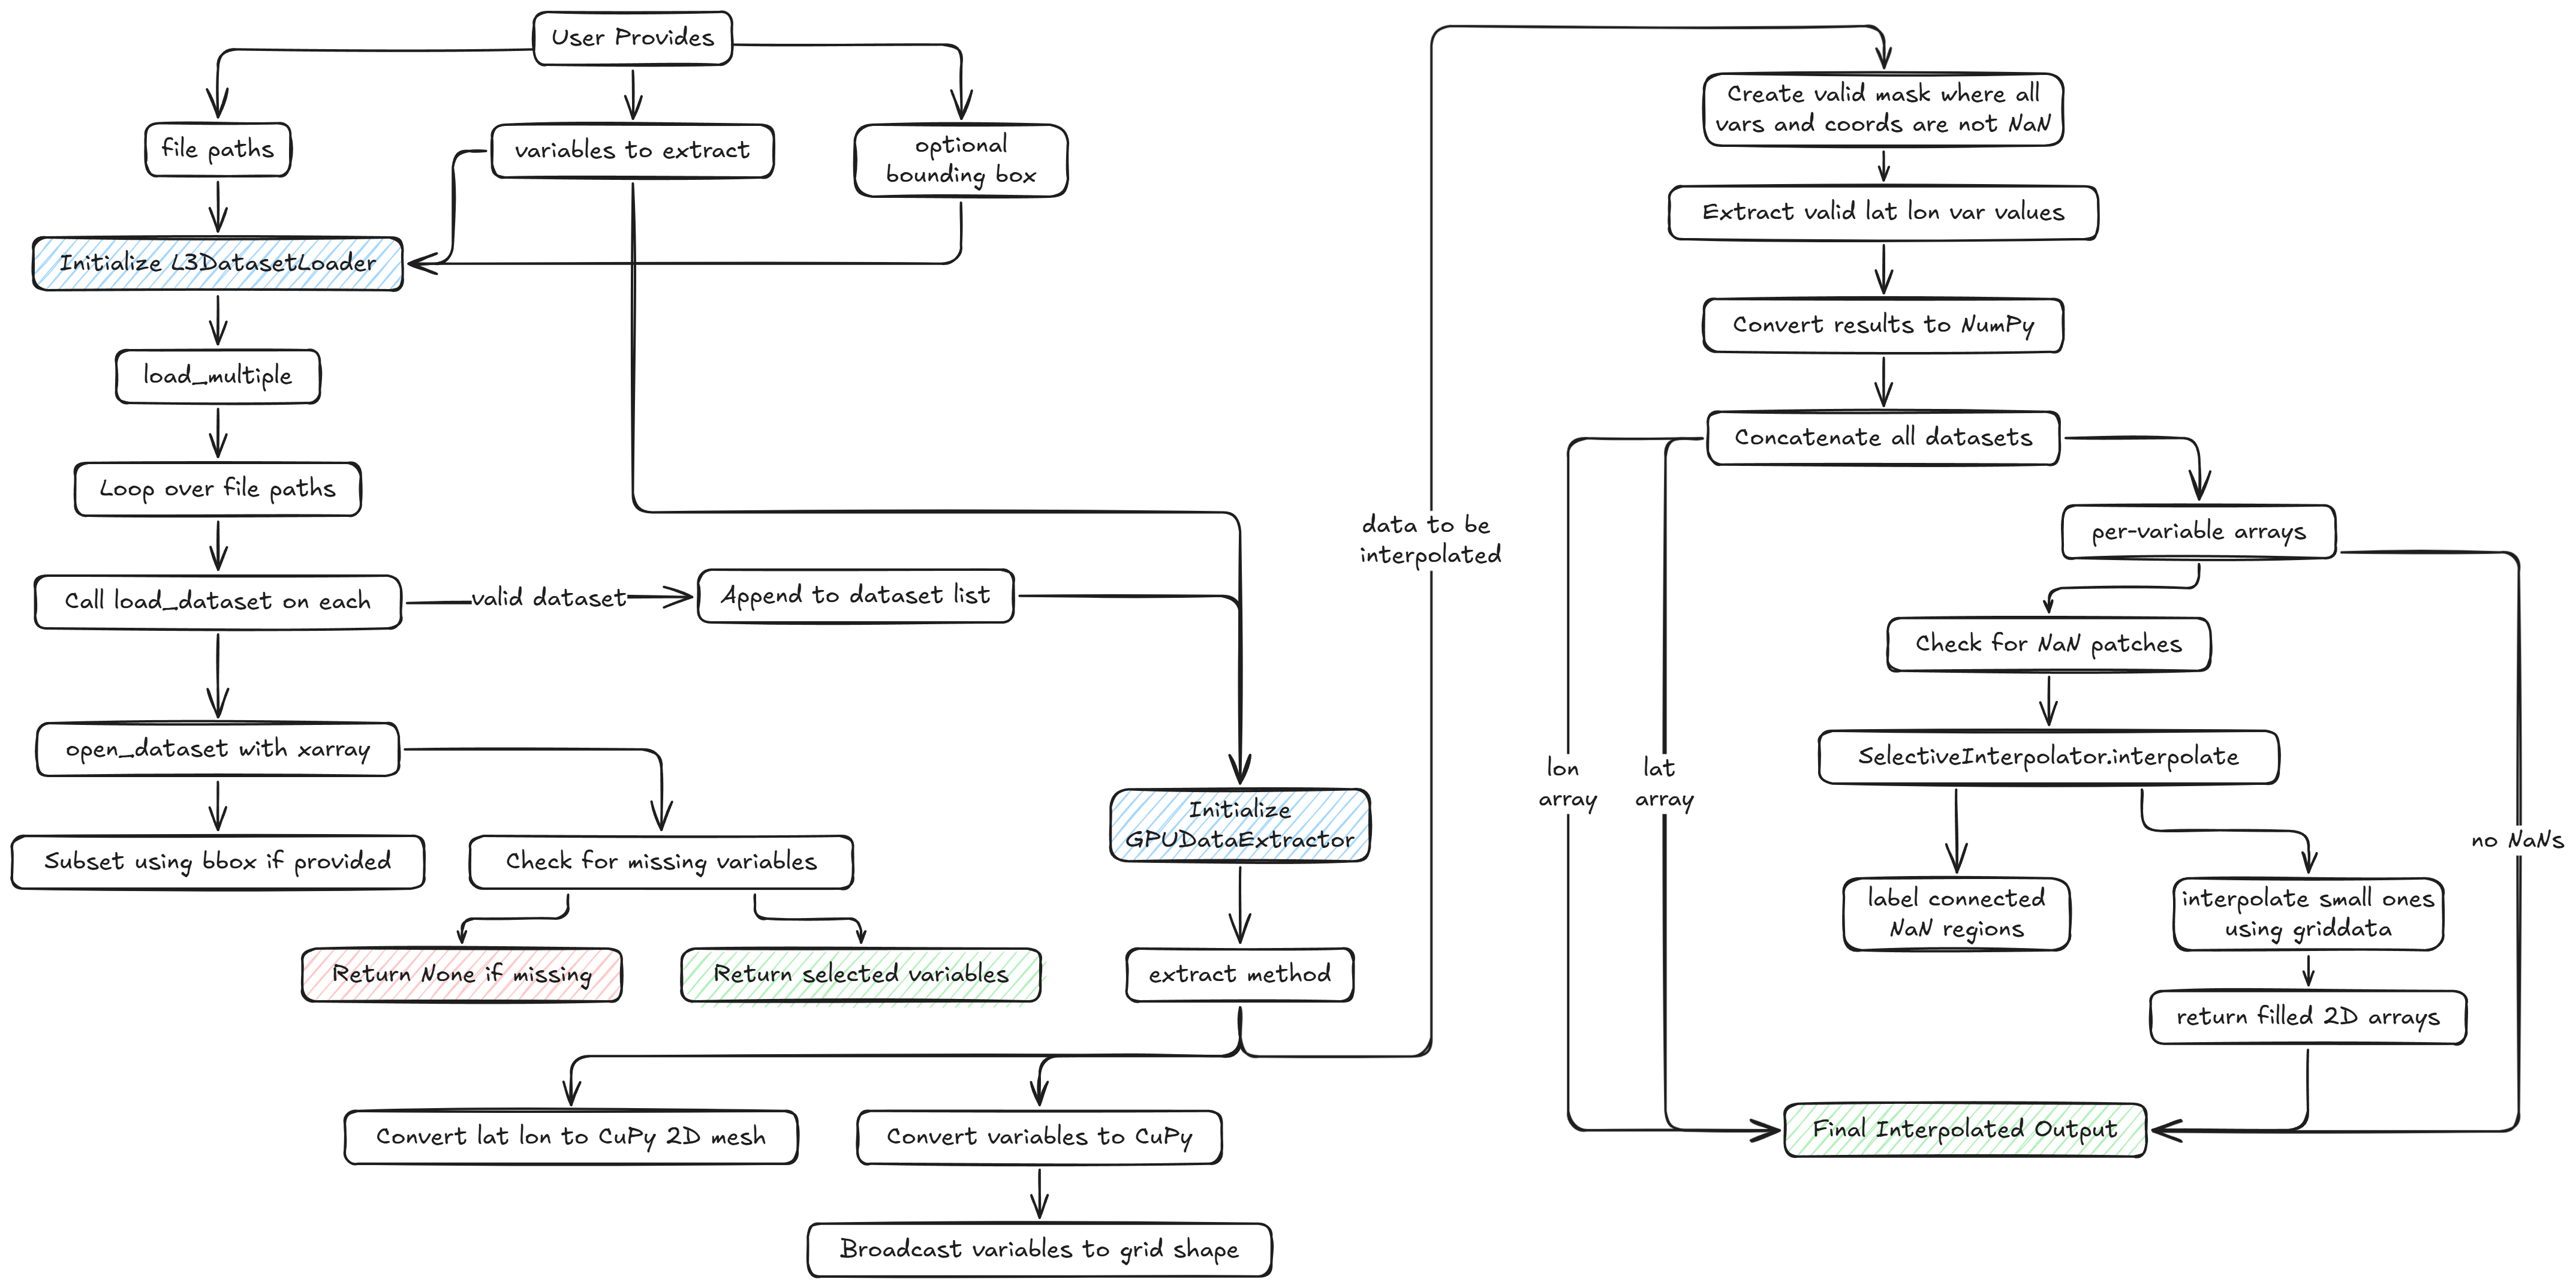 User Provides
file paths
variables to extract
optional
bounding box
Initialize L3DatasetLoader
load_multiple
Loop over file paths
Call load_dataset on each
valid dataset
Append to dataset list
open_dataset with xarray
Subset using bbox if provided
Check for missing variables
Return None if missing
Return selected variables
Initialize
GPUDataExtractor
extract method
Convert lat lon to CuPy 2D mesh
Convert variables to CuPy
Broadcast variables to grid shape
data to be
interpolated
Create valid mask where all
vars and coords are not NaN
Extract valid lat lon var values
Convert results to NumPy
Concatenate all datasets
lon
array
lat
array
per-variable arrays
Check for NaN patches
SelectiveInterpolator.interpolate
label connected
NaN regions
interpolate small ones
using griddata
return filled 2D arrays
no NaNs
Final Interpolated Output